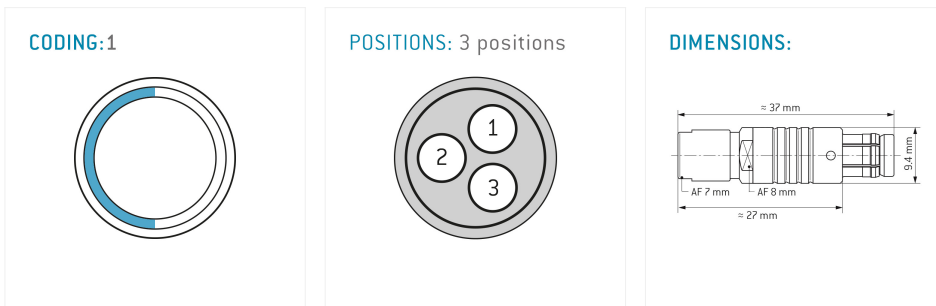 CODING:1
POSITIONS: 3 positions
1
2
3
DIMENSIONS:
≈ 37 mm
9.4 mm
AF 7 mm
AF 8 mm
≈ 27 mm